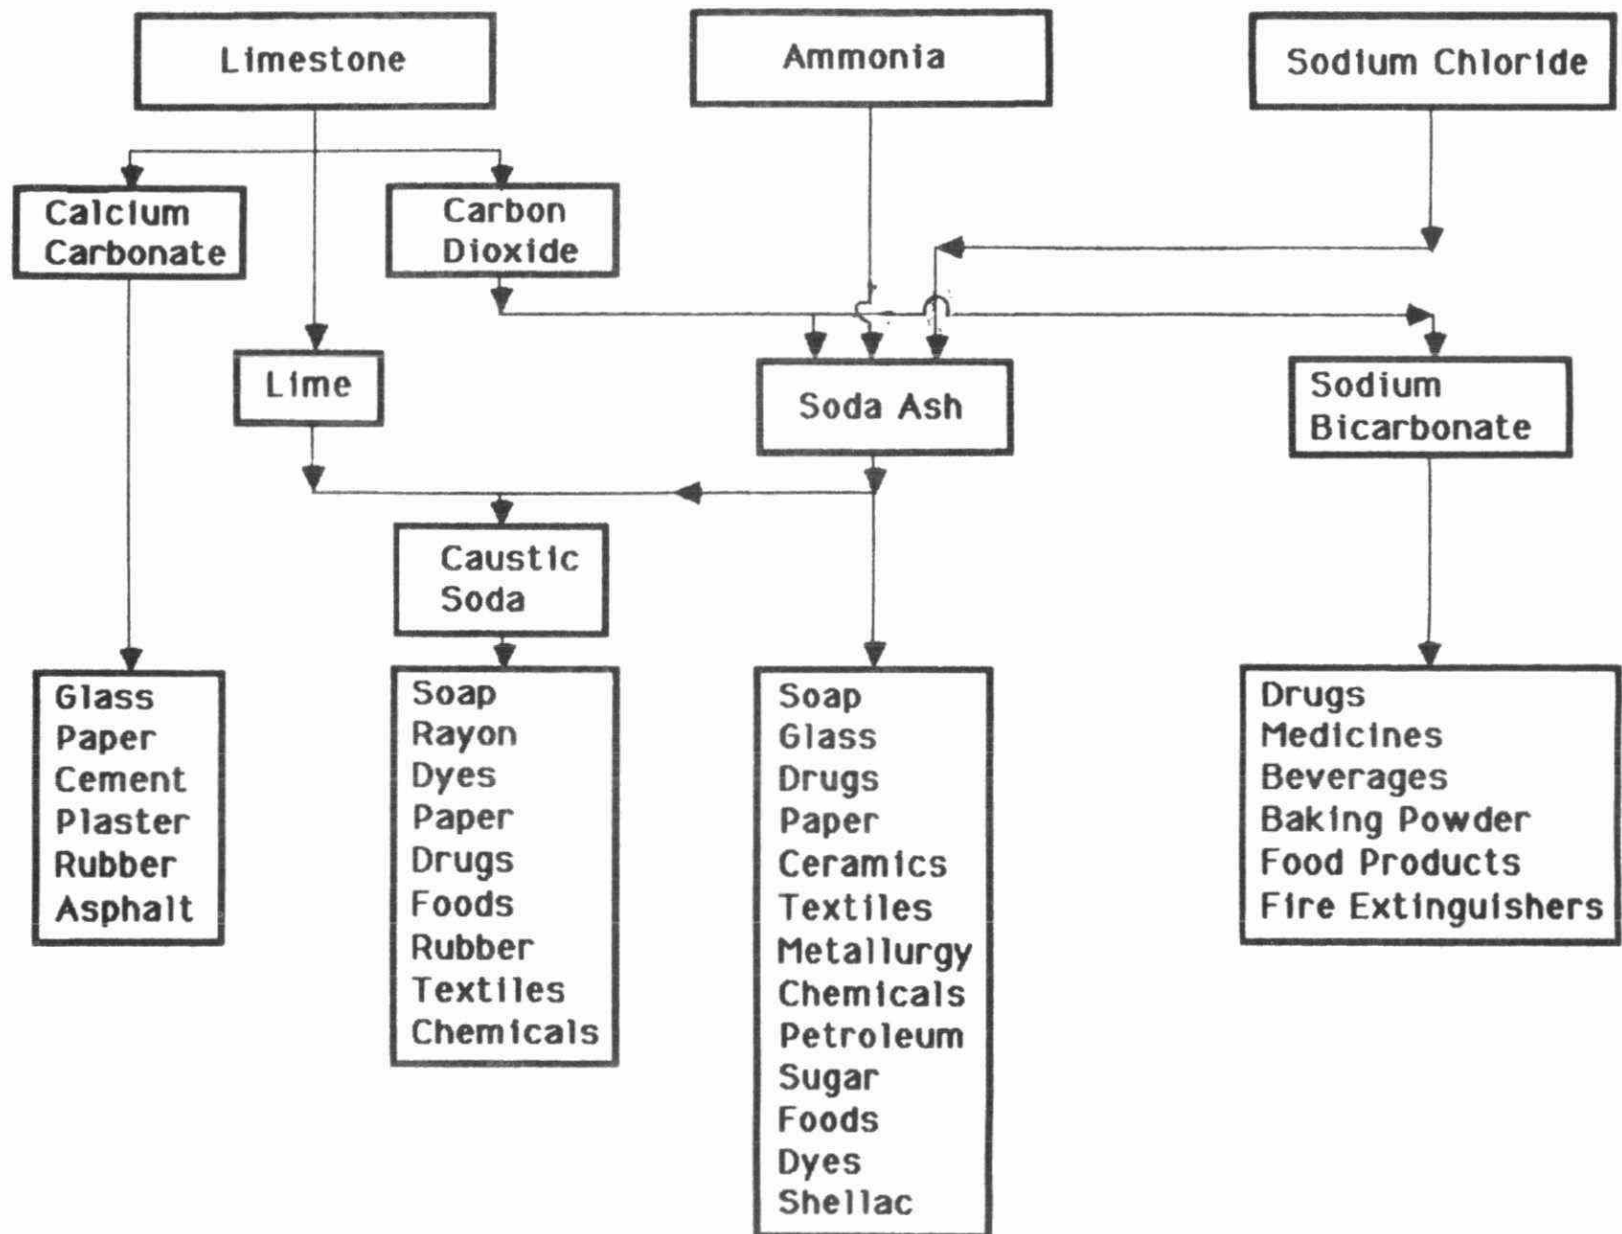 Limestone
Ammonia
Sodium Chloride
Calcium
Carbonate
Carbon
Dioxide
Lime
Soda Ash
Sodium
Bicarbonate
Caustic
Soda
Glass
Paper
Cement
Plaster
Rubber
Asphalt
Soap
Rayon
Dyes
Paper
Drugs
Foods
Rubber
Textiles
Chemicals
Soap
Glass
Drugs
Paper
Ceramics
Textiles
Metallurgy
Chemicals
Petroleum
Sugar
Foods
Dyes
Shellac
Drugs
Medicines
Beverages
Baking Powder
Food Products
Fire Extinguishers